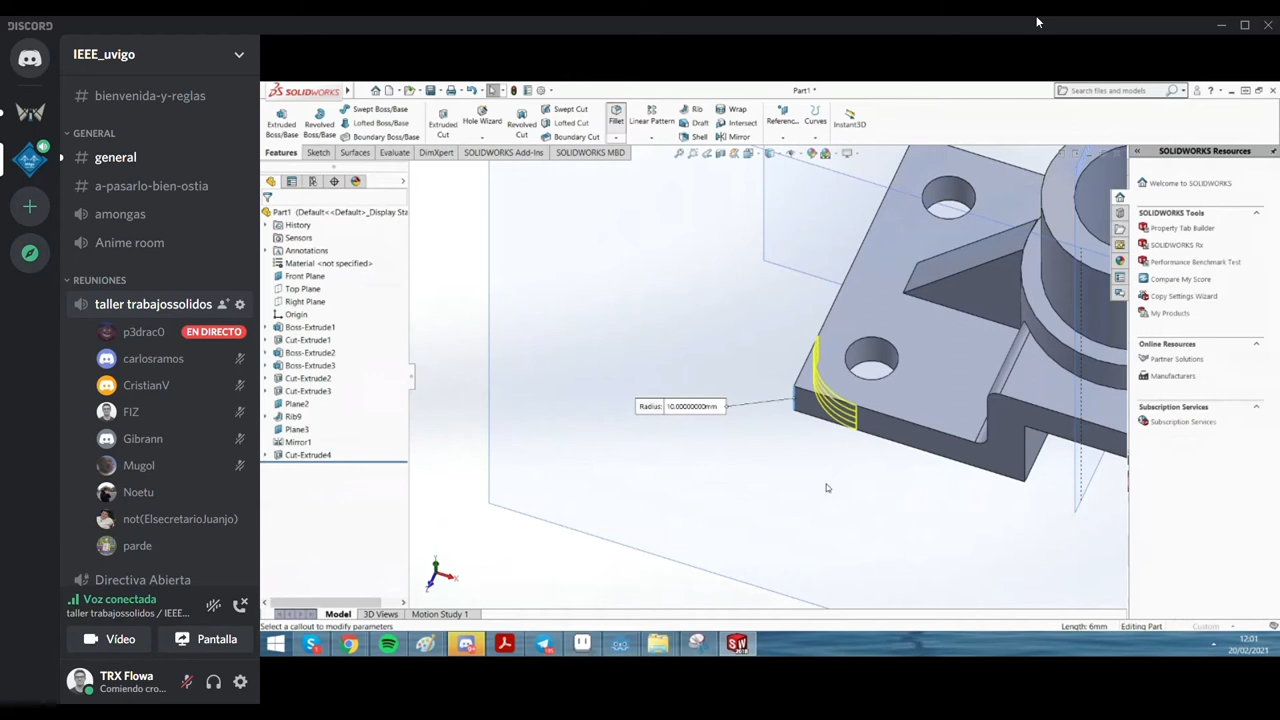 DISCORD
IEEE_uvigo
bienvenida-y-reglas
GENERAL
general
a-pasarlo-bien-ostia
amongas
Anime room
REUNIONES
taller trabajossolidos
p3drac0 EN DIRECTO
carlosramos
CristianV
FIZ
Gibrann
Mugol
Noetu
not(ElsecretarioJuanjo)
parde
Directiva Abierta
Voz conectada
taller trabajossolidos / IEEE...
Vídeo
Pantalla
TRX Flowa
Comiendo cro...
SOLIDWORKS
Part1 *
Search files and models
Extruded Boss/Base
Revolved Boss/Base
Swept Boss/Base
Lofted Boss/Base
Boundary Boss/Base
Extruded Cut
Hole Wizard
Revolved Cut
Swept Cut
Lofted Cut
Boundary Cut
Fillet
Linear Pattern
Rib
Draft
Shell
Wrap
Intersect
Mirror
Referenc...
Curves
Instant3D
Features
Sketch
Surfaces
Evaluate
DimXpert
SOLIDWORKS Add-Ins
SOLIDWORKS MBD
Part1 (Default<<Default>_Display Sta
History
Sensors
Annotations
Material <not specified>
Front Plane
Top Plane
Right Plane
Origin
Boss-Extrude1
Cut-Extrude1
Boss-Extrude2
Boss-Extrude3
Cut-Extrude2
Cut-Extrude3
Plane2
Rib9
Plane3
Mirror1
Cut-Extrude4
Radius: 10.00000000mm
Y
X
Z
SOLIDWORKS Resources
Welcome to SOLIDWORKS
SOLIDWORKS Tools
Property Tab Builder
SOLIDWORKS Rx
Performance Benchmark Test
Compare My Score
Copy Settings Wizard
My Products
Online Resources
Partner Solutions
Manufacturers
Subscription Services
Subscription Services
Model
3D Views
Motion Study 1
Select a callout to modify parameters
Length: 6mm
Editing Part
Custom
12:01
20/02/2021